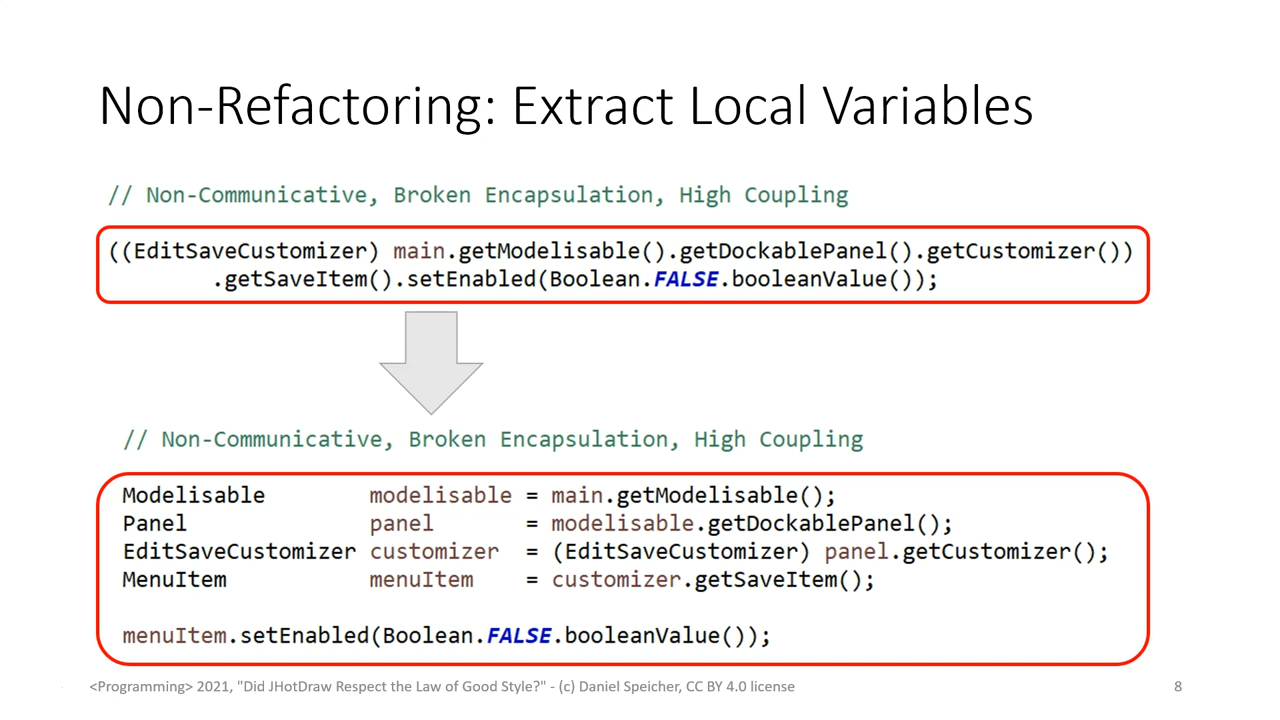 Non-Refactoring: Extract Local Variables
// Non-Communicative, Broken Encapsulation, High Coupling
((EditSaveCustomizer) main.getModelisable().getDockablePanel().getCustomizer())
.getSaveItem().setEnabled(Boolean.FALSE.booleanValue());
// Non-Communicative, Broken Encapsulation, High Coupling
Modelisable modelisable = main.getModelisable();
Panel panel = modelisable.getDockablePanel();
EditSaveCustomizer customizer = (EditSaveCustomizer) panel.getCustomizer();
MenuItem menuItem = customizer.getSaveItem();
menuItem.setEnabled(Boolean.FALSE.booleanValue());
<Programming> 2021, "Did JHotDraw Respect the Law of Good Style?" - (c) Daniel Speicher, CC BY 4.0 license
8